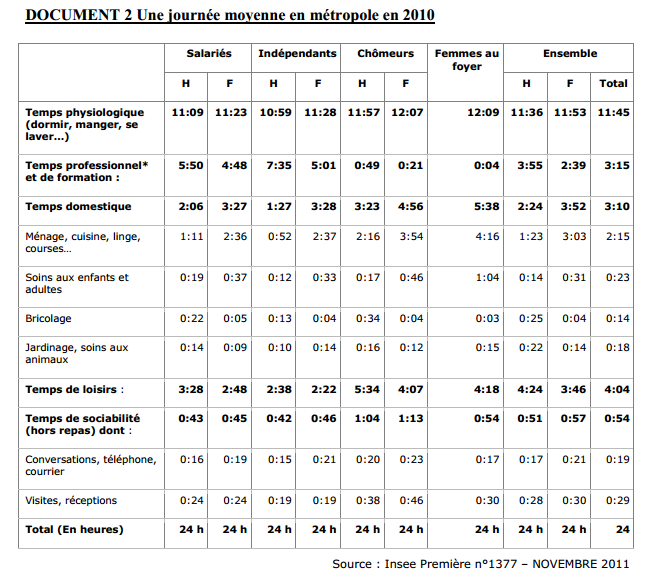 DOCUMENT 2 Une journée moyenne en métropole en 2010
Salariés Indépendants Chômeurs Femmes au foyer Ensemble
H F H F H F H F Total
Temps physiologique (dormir, manger, se laver…) 11:09 11:23 10:59 11:28 11:57 12:07 12:09 11:36 11:53 11:45
Temps professionnel* et de formation : 5:50 4:48 7:35 5:01 0:49 0:21 0:04 3:55 2:39 3:15
Temps domestique 2:06 3:27 1:27 3:28 3:23 4:56 5:38 2:24 3:52 3:10
Ménage, cuisine, linge, courses… 1:11 2:36 0:52 2:37 2:16 3:54 4:16 1:23 3:03 2:15
Soins aux enfants et adultes 0:19 0:37 0:12 0:33 0:17 0:46 1:04 0:14 0:31 0:23
Bricolage 0:22 0:05 0:13 0:04 0:34 0:04 0:03 0:25 0:04 0:14
Jardinage, soins aux animaux 0:14 0:09 0:10 0:14 0:16 0:12 0:15 0:22 0:14 0:18
Temps de loisirs : 3:28 2:48 2:38 2:22 5:34 4:07 4:18 4:24 3:46 4:04
Temps de sociabilité (hors repas) dont : 0:43 0:45 0:42 0:46 1:04 1:13 0:54 0:51 0:57 0:54
Conversations, téléphone, courrier 0:16 0:19 0:15 0:21 0:20 0:23 0:17 0:17 0:21 0:19
Visites, réceptions 0:24 0:24 0:19 0:19 0:38 0:46 0:30 0:28 0:30 0:29
Total (En heures) 24 h 24 h 24 h 24 h 24 h 24 h 24 h 24 h 24 h 24
Source : Insee Première n°1377 – NOVEMBRE 2011